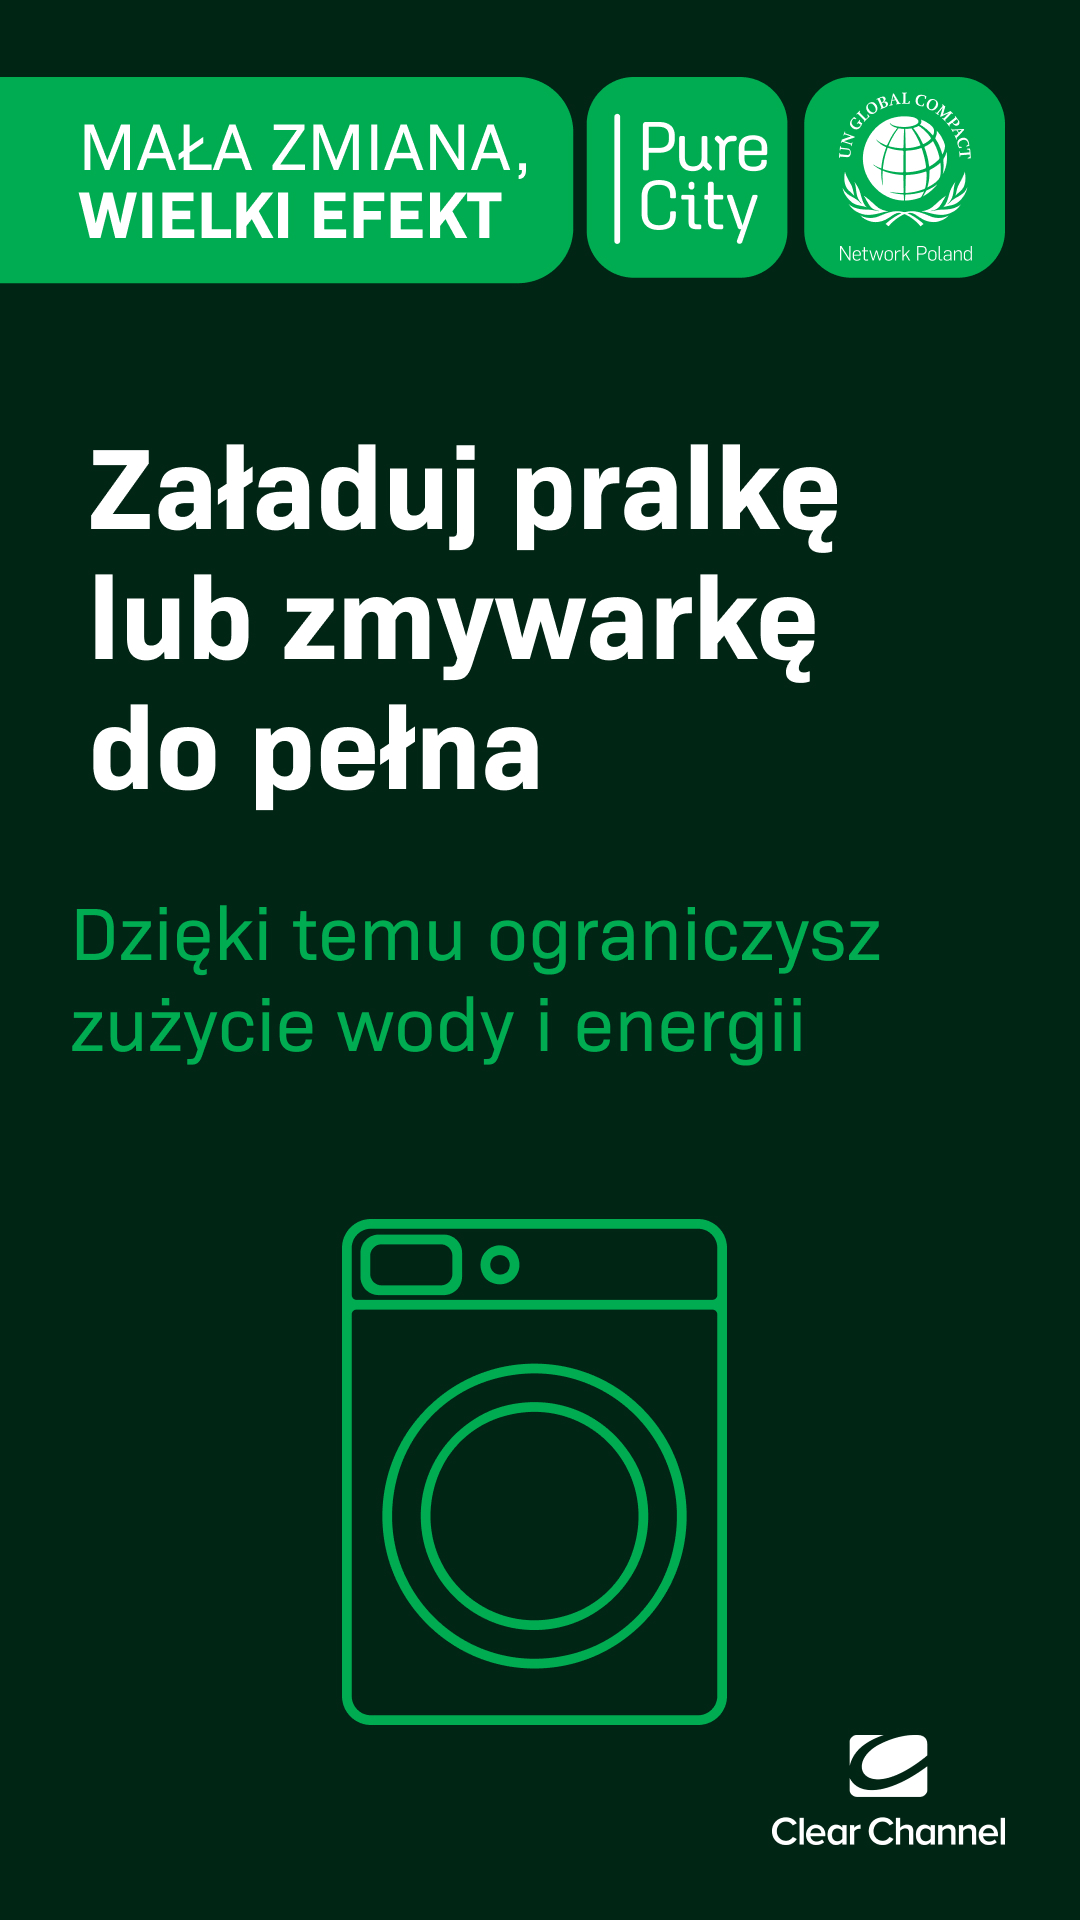 MAŁA ZMIANA,
WIELKI EFEKT
Pure
City
UN GLOBAL COMPACT
Network Poland
Załaduj pralkę
lub zmywarkę
do pełna
Dzięki temu ograniczysz
zużycie wody i energii
Clear Channel